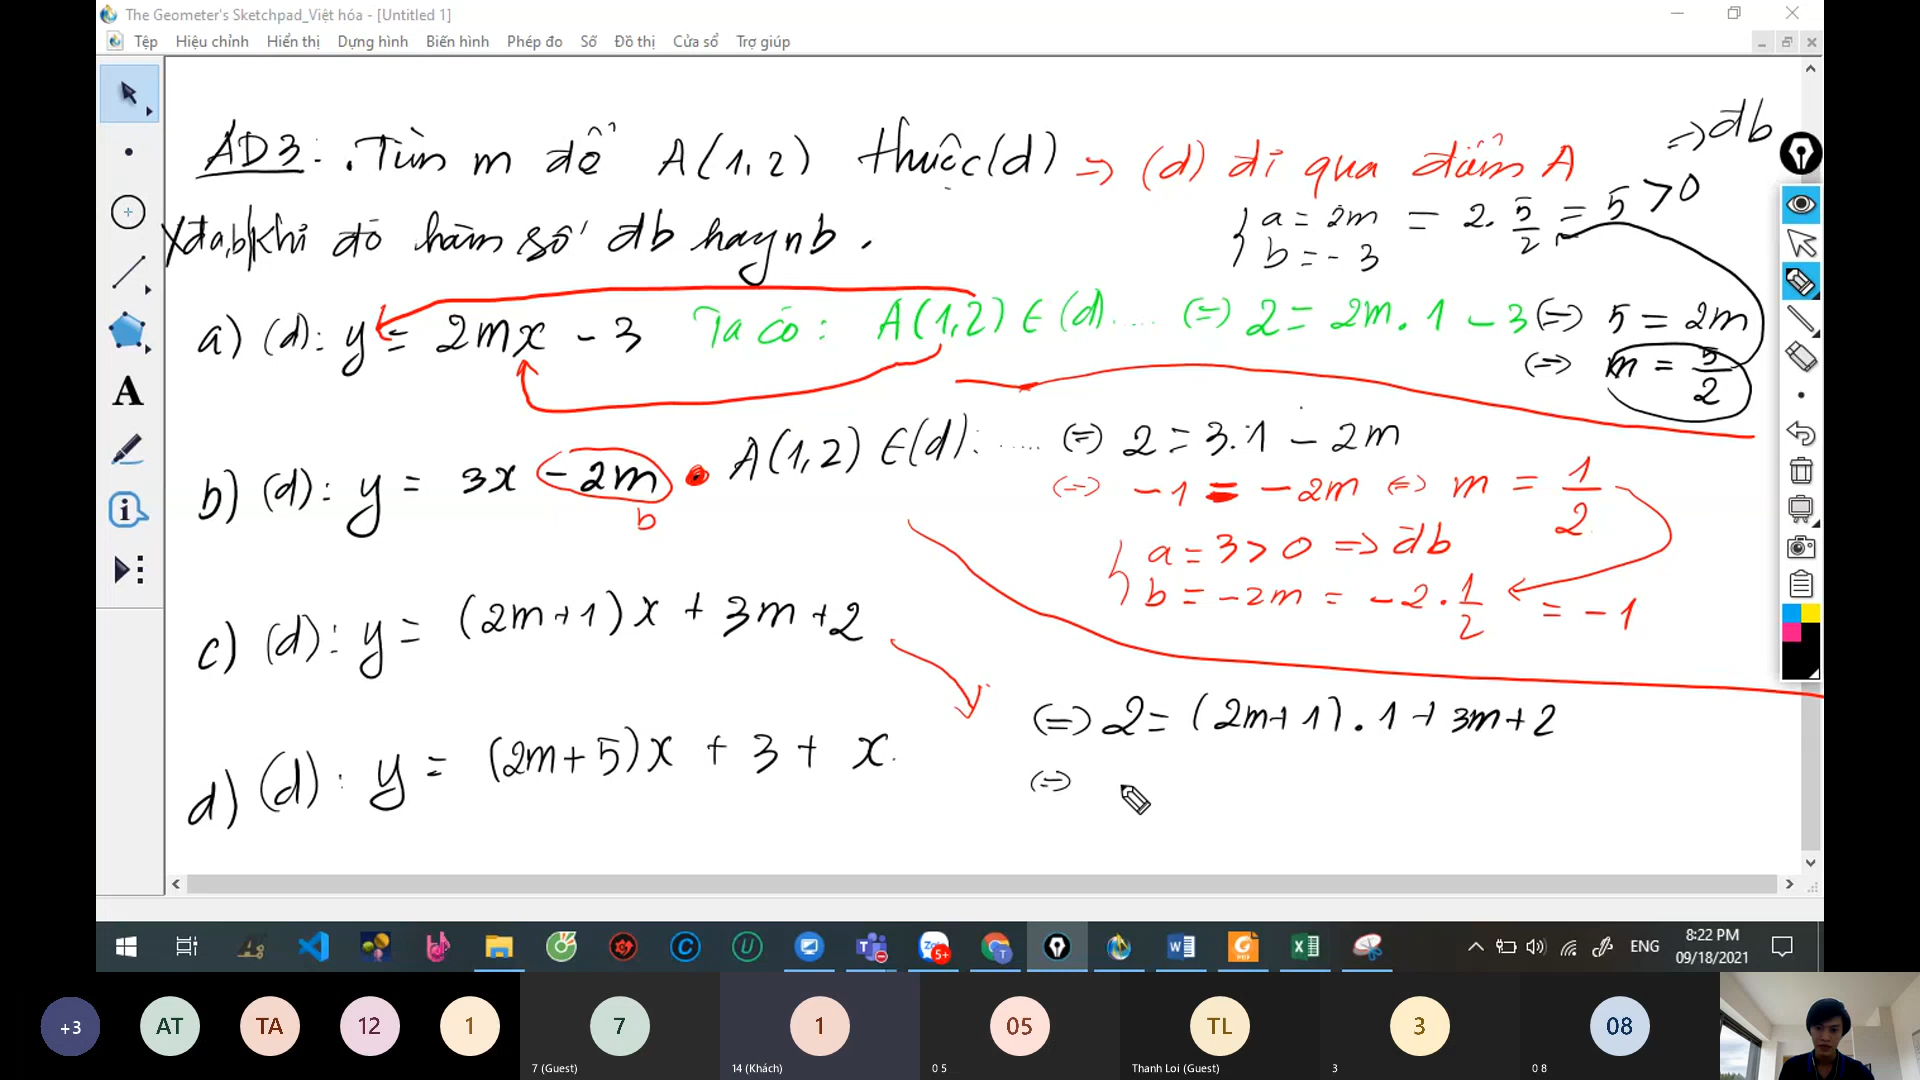 The Geometer's Sketchpad_Việt hóa - [Untitled 1]
Tệp Hiệu chỉnh Hiển thị Dựng hình Biến hình Phép đo Số Đồ thị Cửa sổ Trợ giúp
AD3: . Tìm m để A(1,2) thuộc (d) => (d) đi qua điểm A
=> đb
Xđ a,b khi đó hàm số đb hay nb.
a = 2m = 2. 5/2 = 5 > 0
b = - 3
a) (d): y = 2mx - 3 Ta có: A(1,2) ∈ (d).... (=) 2 = 2m. 1 - 3 (=) 5 = 2m
(=) m = 5/2
b) (d): y = 3x - 2m . A(1,2) ∈ (d): ..... (=) 2 = 3.1 - 2m
b
(=) -1 = -2m (=) m = 1/2
a = 3 > 0 => đb
b = -2m = -2. 1/2 = -1
c) (d): y = (2m+1)x + 3m+2
(=) 2 = (2m+1).1 + 3m+2
d) (d): y = (2m+5)x + 3 + x.
(=)
A
ENG
8:22 PM
09/18/2021
5+
+3 AT TA 12 1 7 1 05 TL 3 08
7 (Guest) 14 (Khách) 0 5 Thanh Loi (Guest) 3 0 8